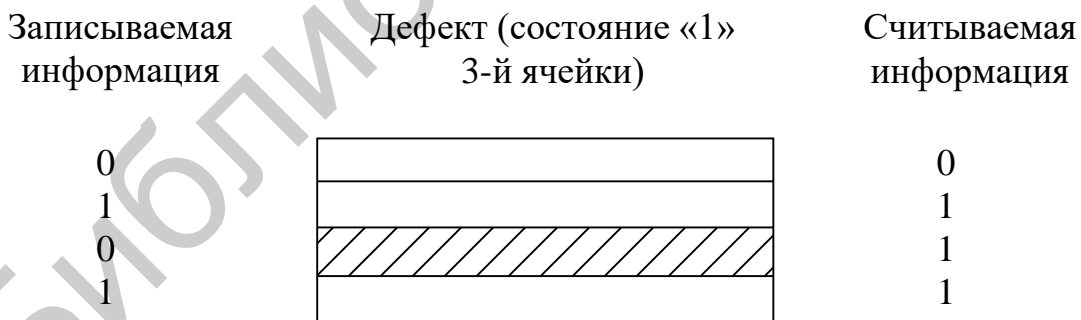 Записываемая
информация
Дефект (состояние «1»
3-й ячейки)
Считываемая
информация
0 0
1 1
0 1
1 1